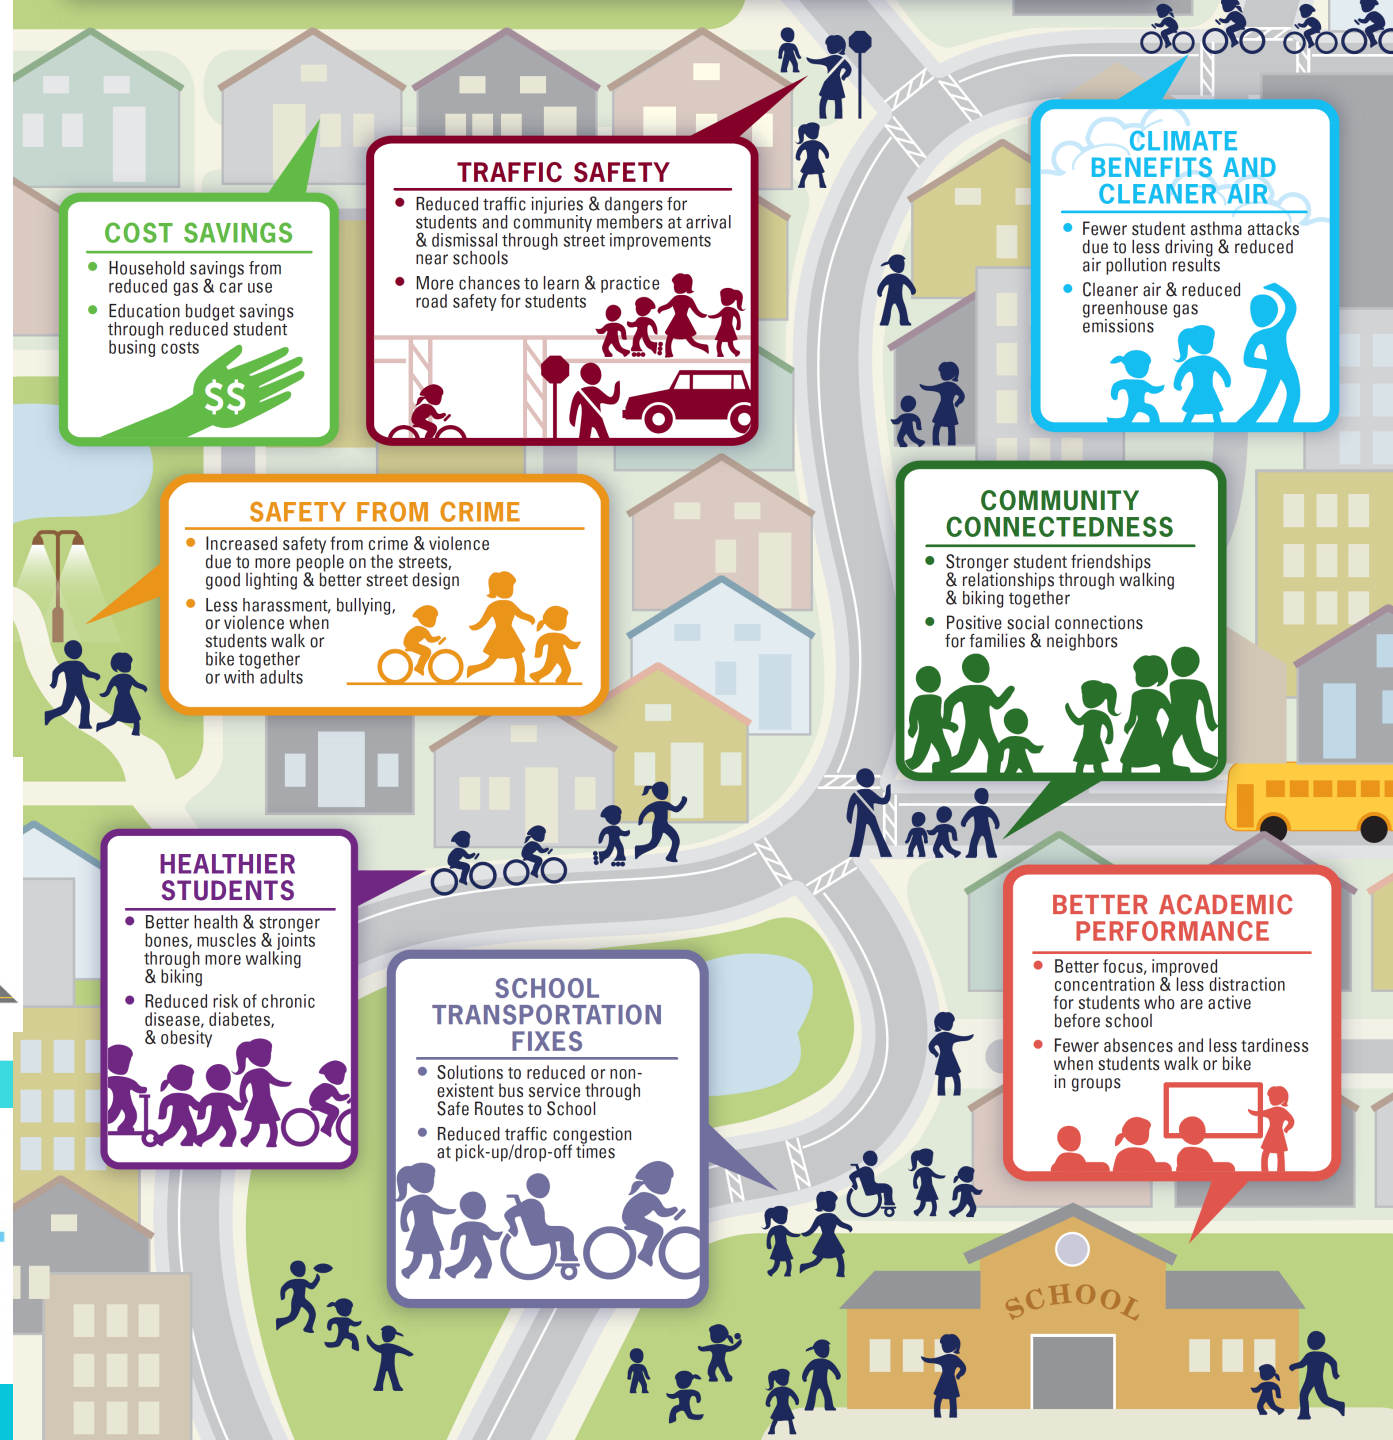 COST SAVINGS
• Household savings from
reduced gas & car use
• Education budget savings
through reduced student
busing costs
$$
TRAFFIC SAFETY
• Reduced traffic injuries & dangers for
students and community members at arrival
& dismissal through street improvements
near schools
• More chances to learn & practice
road safety for students
CLIMATE
BENEFITS AND
CLEANER AIR
• Fewer student asthma attacks
due to less driving & reduced
air pollution results
• Cleaner air & reduced
greenhouse gas
emissions
SAFETY FROM CRIME
• Increased safety from crime & violence
due to more people on the streets,
good lighting & better street design
• Less harassment, bullying,
or violence when
students walk or
bike together
or with adults
COMMUNITY
CONNECTEDNESS
• Stronger student friendships
& relationships through walking
& biking together
• Positive social connections
for families & neighbors
HEALTHIER
STUDENTS
• Better health & stronger
bones, muscles & joints
through more walking
& biking
• Reduced risk of chronic
disease, diabetes,
& obesity
SCHOOL
TRANSPORTATION
FIXES
• Solutions to reduced or non-
existent bus service through
Safe Routes to School
• Reduced traffic congestion
at pick-up/drop-off times
BETTER ACADEMIC
PERFORMANCE
• Better focus, improved
concentration & less distraction
for students who are active
before school
• Fewer absences and less tardiness
when students walk or bike
in groups
SCHOOL